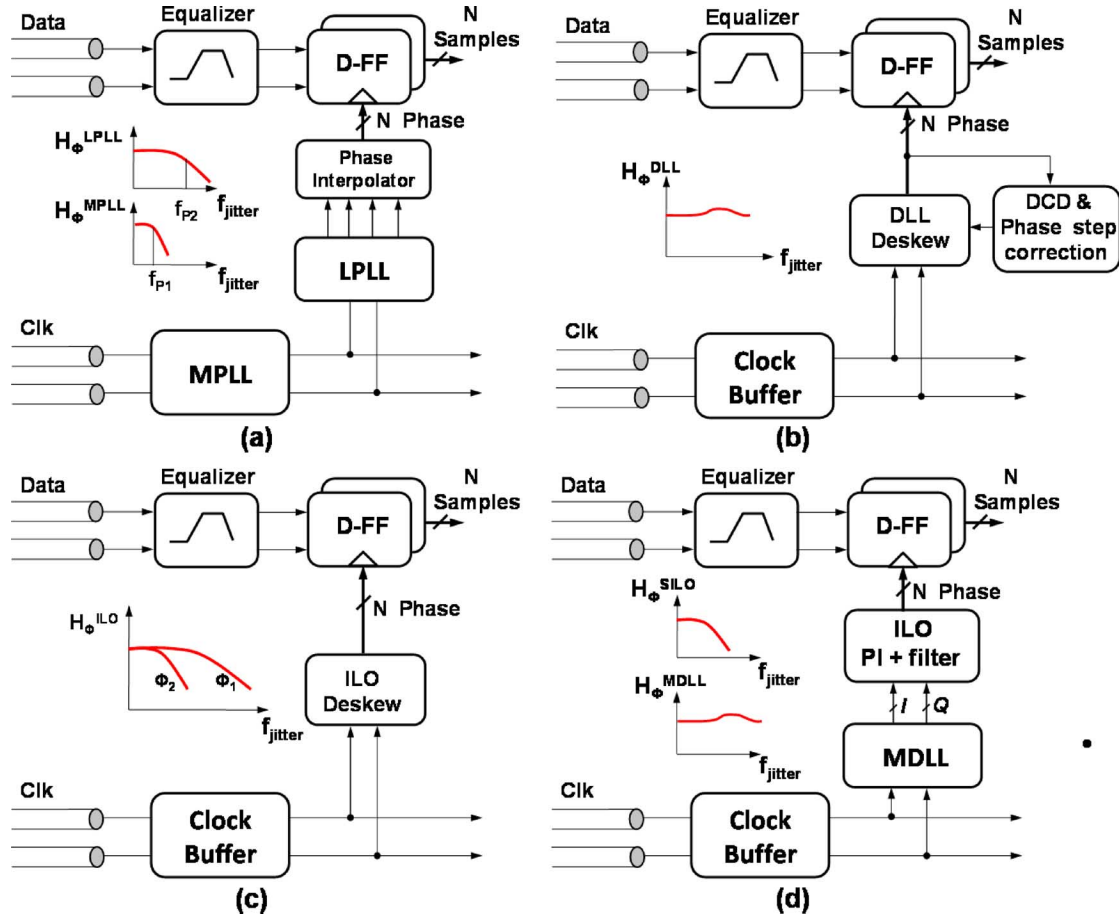 Data
Equalizer
D-FF
N
Samples
N Phase
Phase
Interpolator
LPLL
H_Φ^LPLL
f_P2
f_jitter
H_Φ^MPLL
f_P1
f_jitter
Clk
MPLL
(a)
Data
Equalizer
D-FF
N
Samples
N Phase
H_Φ^DLL
f_jitter
DLL
Deskew
DCD &
Phase step
correction
Clk
Clock
Buffer
(b)
Data
Equalizer
D-FF
N
Samples
N Phase
H_Φ^ILO
Φ_2
Φ_1
f_jitter
ILO
Deskew
Clk
Clock
Buffer
(c)
Data
Equalizer
D-FF
N
Samples
N Phase
H_Φ^SILO
f_jitter
ILO
PI + filter
H_Φ^MDLL
f_jitter
I
Q
MDLL
Clk
Clock
Buffer
(d)